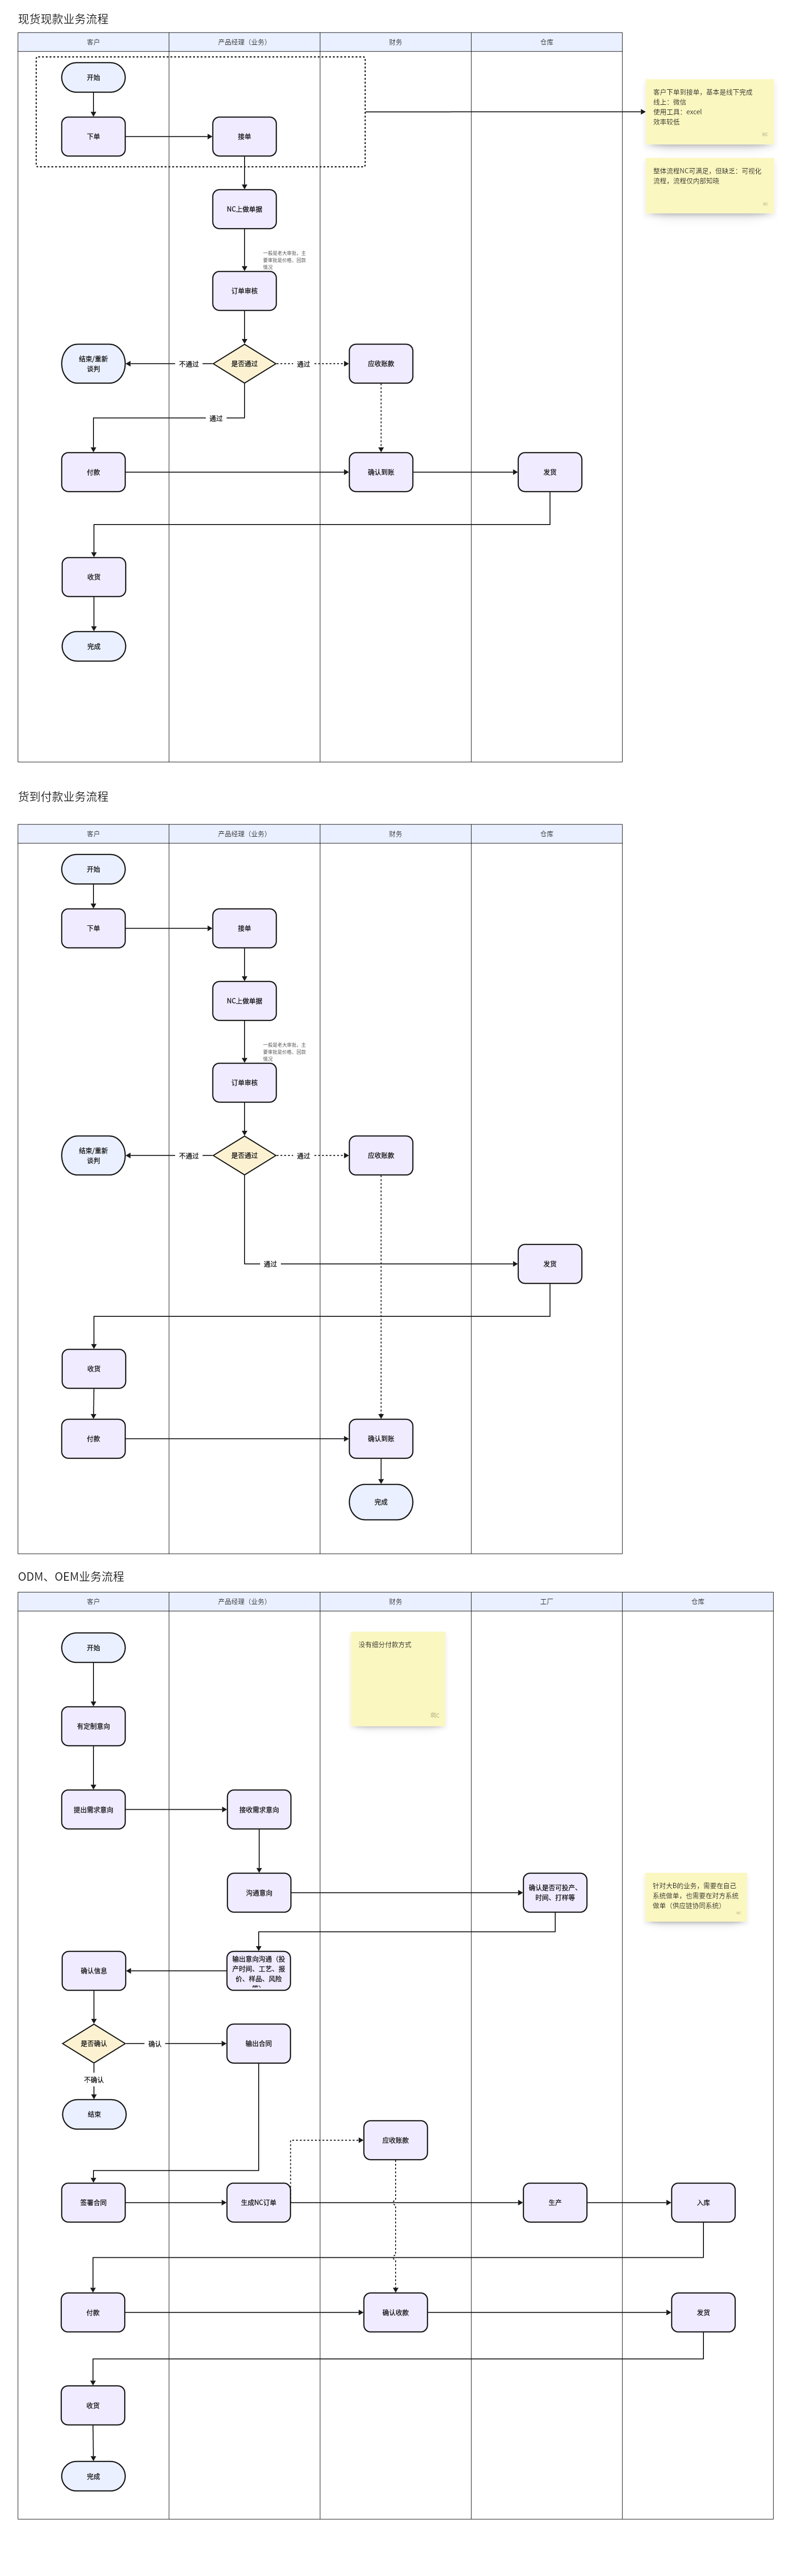 现货现款业务流程
客户
产品经理（业务）
财务
仓库
开始
下单
接单
客户下单到接单，基本是线下完成
线上：微信
使用工具：excel
效率较低
整体流程NC可满足，但缺乏：可视化
流程，流程仅内部知晓
NC上做单据
一般是老大审批，主
要审批是价格、回款
情况
订单审核
结束/重新
谈判
不通过
是否通过
通过
应收账款
通过
付款
确认到账
发货
收货
完成
货到付款业务流程
客户
产品经理（业务）
财务
仓库
开始
下单
接单
NC上做单据
一般是老大审批，主
要审批是价格、回款
情况
订单审核
结束/重新
谈判
不通过
是否通过
通过
应收账款
通过
发货
收货
付款
确认到账
完成
ODM、OEM业务流程
客户
产品经理（业务）
财务
工厂
仓库
开始
没有细分付款方式
有定制意向
提出需求意向
接收需求意向
沟通意向
确认是否可投产、
时间、打样等
针对大B的业务，需要在自己
系统做单，也需要在对方系统
做单（供应链协同系统）
确认信息
输出意向沟通（投
产时间、工艺、报
价、样品、风险
是否确认
确认
输出合同
不确认
结束
应收账款
签署合同
生成NC订单
生产
入库
付款
确认收款
发货
收货
完成